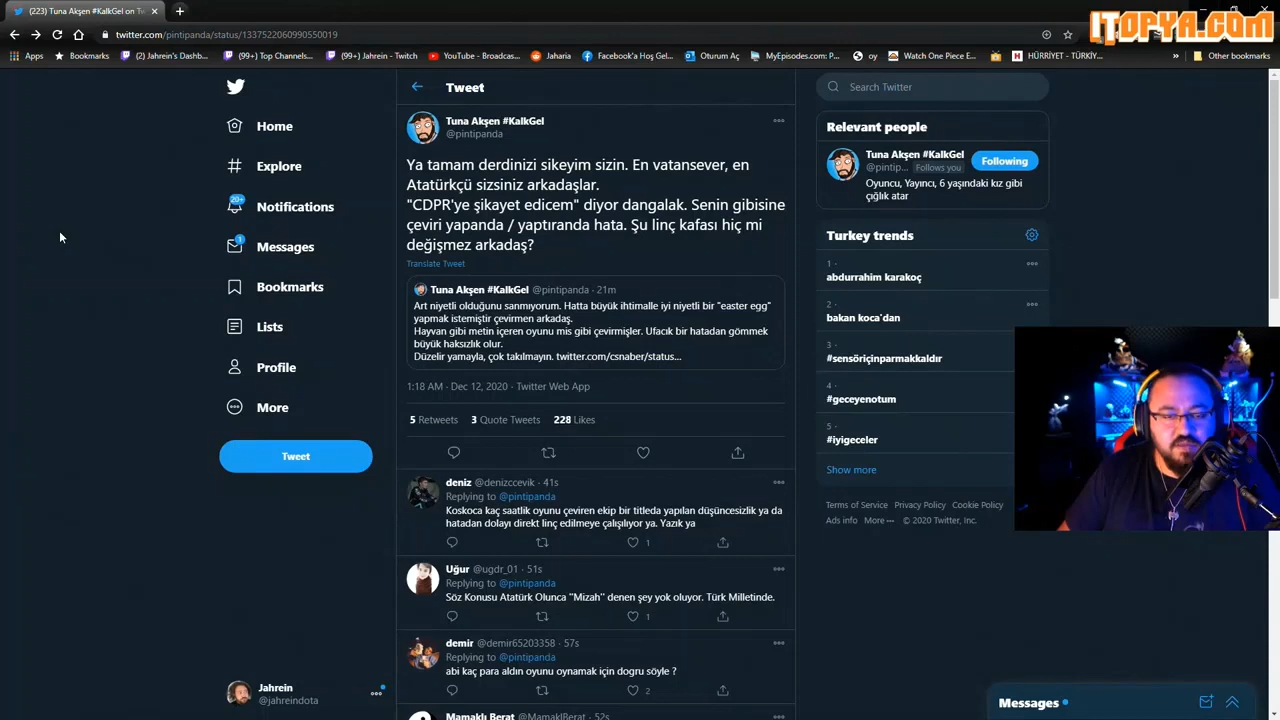 (223) Tuna Akşen #KalkGel on Tw
ITOPYA.COM
twitter.com/pintipanda/status/1337522060990550019
Apps
Bookmarks
(2) Jahrein's Dashb...
(99+) Top Channels...
(99+) Jahrein - Twitch
YouTube - Broadcas...
Jaharia
Facebook'a Hoş Gel...
Oturum Aç
MyEpisodes.com: P...
oy
Watch One Piece E...
HÜRRİYET - TÜRKİY...
Other bookmarks
Home
Explore
20+
Notifications
1
Messages
Bookmarks
Lists
Profile
More
Tweet
Jahrein
@jahreindota
Tweet
Tuna Akşen #KalkGel
@pintipanda
Ya tamam derdinizi sikeyim sizin. En vatansever, en
Atatürkçü sizsiniz arkadaşlar.
"CDPR'ye şikayet edicem" diyor dangalak. Senin gibisine
çeviri yapanda / yaptıranda hata. Şu linç kafası hiç mi
değişmez arkadaş?
Translate Tweet
Tuna Akşen #KalkGel @pintipanda · 21m
Art niyetli olduğunu sanmıyorum. Hatta büyük ihtimalle iyi niyetli bir "easter egg"
yapmak istemiştir çevirmen arkadaş.
Hayvan gibi metin içeren oyunu mis gibi çevirmişler. Ufacık bir hatadan gömmek
büyük haksızlık olur.
Düzelir yamayla, çok takılmayın. twitter.com/csnaber/status...
1:18 AM · Dec 12, 2020 · Twitter Web App
5 Retweets 3 Quote Tweets 228 Likes
deniz @denizccevik · 41s
Replying to @pintipanda
Koskoca kaç saatlik oyunu çeviren ekip bir titleda yapılan düşüncesizlik ya da
hatadan dolayı direkt linç edilmeye çalışılıyor ya. Yazık ya
1
Uğur @ugdr_01 · 51s
Replying to @pintipanda
Söz Konusu Atatürk Olunca ''Mizah'' denen şey yok oluyor. Türk Milletinde.
1
demir @demir65203358 · 57s
Replying to @pintipanda
abi kaç para aldın oyunu oynamak için dogru söyle ?
2
Mamaklı Berat @MamaklBerat · 52s
Search Twitter
Relevant people
Tuna Akşen #KalkGel
@pintip... Follows you
Following
Oyuncu, Yayıncı, 6 yaşındaki kız gibi
çığlık atar
Turkey trends
1 ·
abdurrahim karakoç
2 ·
bakan koca'dan
3 ·
#sensöriçinparmakkaldır
4 ·
#geceyenotum
5 ·
#iyigeceler
Show more
Terms of Service Privacy Policy Cookie Policy
Ads info More ··· © 2020 Twitter, Inc.
Messages